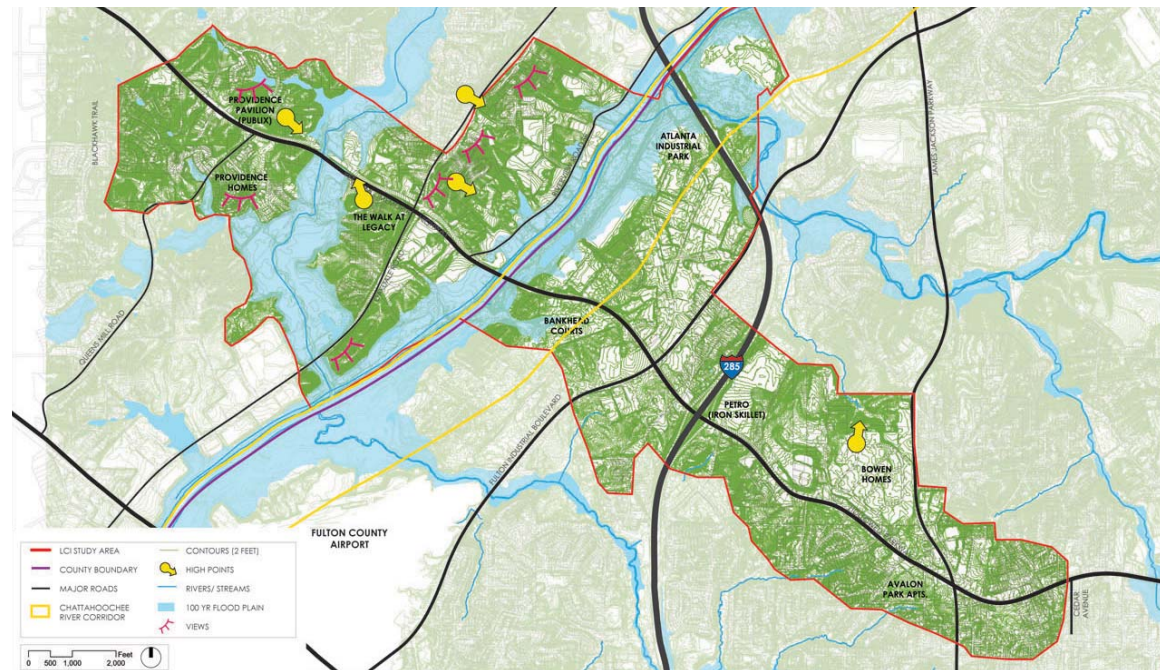 PROVIDENCE
PAVILION
(PUBLIX)
BLACKHAWK TRAIL
PROVIDENCE
HOMES
THE WALK AT
LEGACY
ATLANTA
INDUSTRIAL
PARK
JAMES JACKSON PARKWAY
QUEENS MILL ROAD
BANKHEAD
COURTS
285
PETRO
(IRON SKILLET)
FULTON INDUSTRIAL BOULEVARD
BOWEN
HOMES
FULTON COUNTY
AIRPORT
AVALON
PARK APTS.
CEDAR
AVENUE
LCI STUDY AREA
COUNTY BOUNDARY
MAJOR ROADS
CHATTAHOOCHEE
RIVER CORRIDOR
CONTOURS (2 FEET)
HIGH POINTS
RIVERS/ STREAMS
100 YR FLOOD PLAIN
VIEWS
Feet
0 500 1,000 2,000